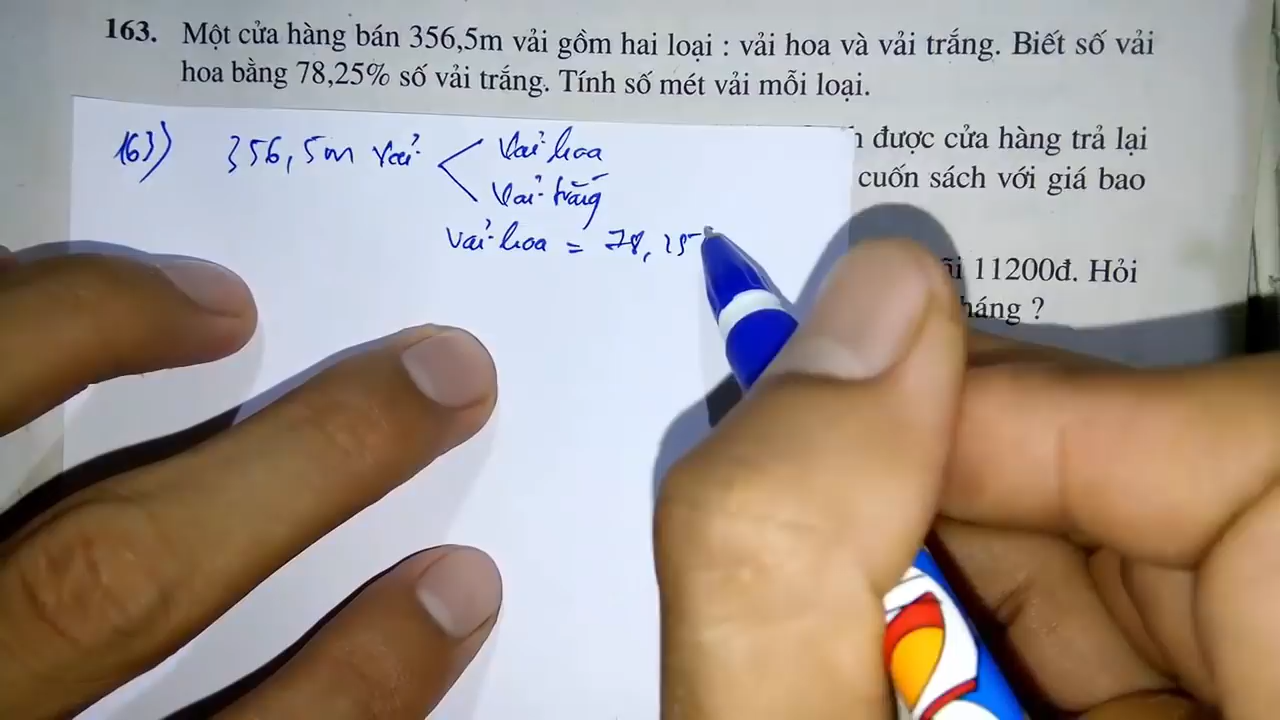 163. Một cửa hàng bán 356,5m vải gồm hai loại : vải hoa và vải trắng. Biết số vải
hoa bằng 78,25% số vải trắng. Tính số mét vải mỗi loại.
163) 356,5m vải
vải hoa
vải trắng
vải hoa = 78,25
được cửa hàng trả lại
cuốn sách với giá bao
11200đ. Hỏi
?